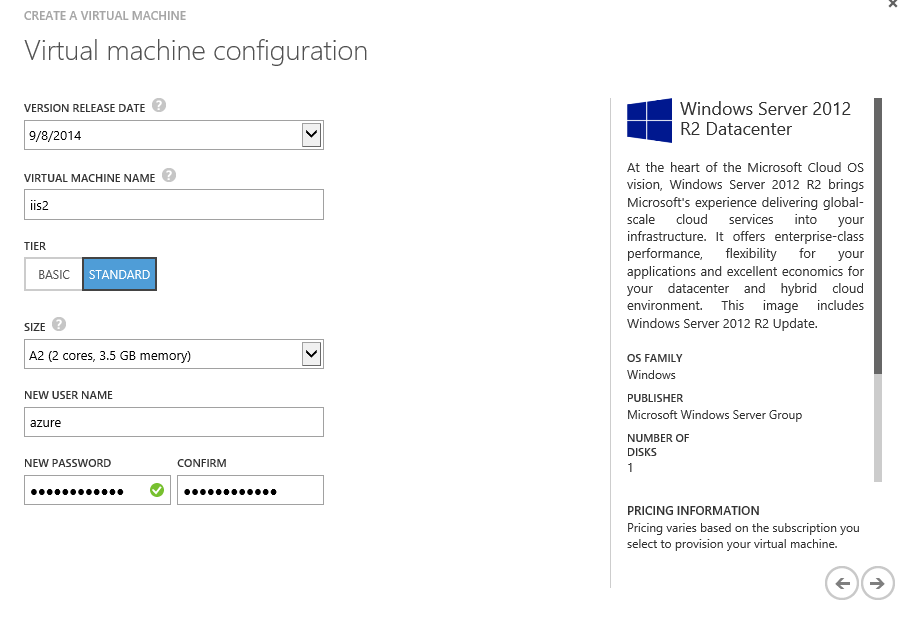 CREATE A VIRTUAL MACHINE
Virtual machine configuration
VERSION RELEASE DATE ?
9/8/2014
VIRTUAL MACHINE NAME ?
iis2
TIER
BASIC STANDARD
SIZE ?
A2 (2 cores, 3.5 GB memory)
NEW USER NAME
azure
NEW PASSWORD CONFIRM
●●●●●●●●●●●● ●●●●●●●●●●●●
Windows Server 2012
R2 Datacenter
At the heart of the Microsoft Cloud OS
vision, Windows Server 2012 R2 brings
Microsoft's experience delivering global-
scale cloud services into your
infrastructure. It offers enterprise-class
performance, flexibility for your
applications and excellent economics for
your datacenter and hybrid cloud
environment. This image includes
Windows Server 2012 R2 Update.
OS FAMILY
Windows
PUBLISHER
Microsoft Windows Server Group
NUMBER OF
DISKS
1
PRICING INFORMATION
Pricing varies based on the subscription you
select to provision your virtual machine.